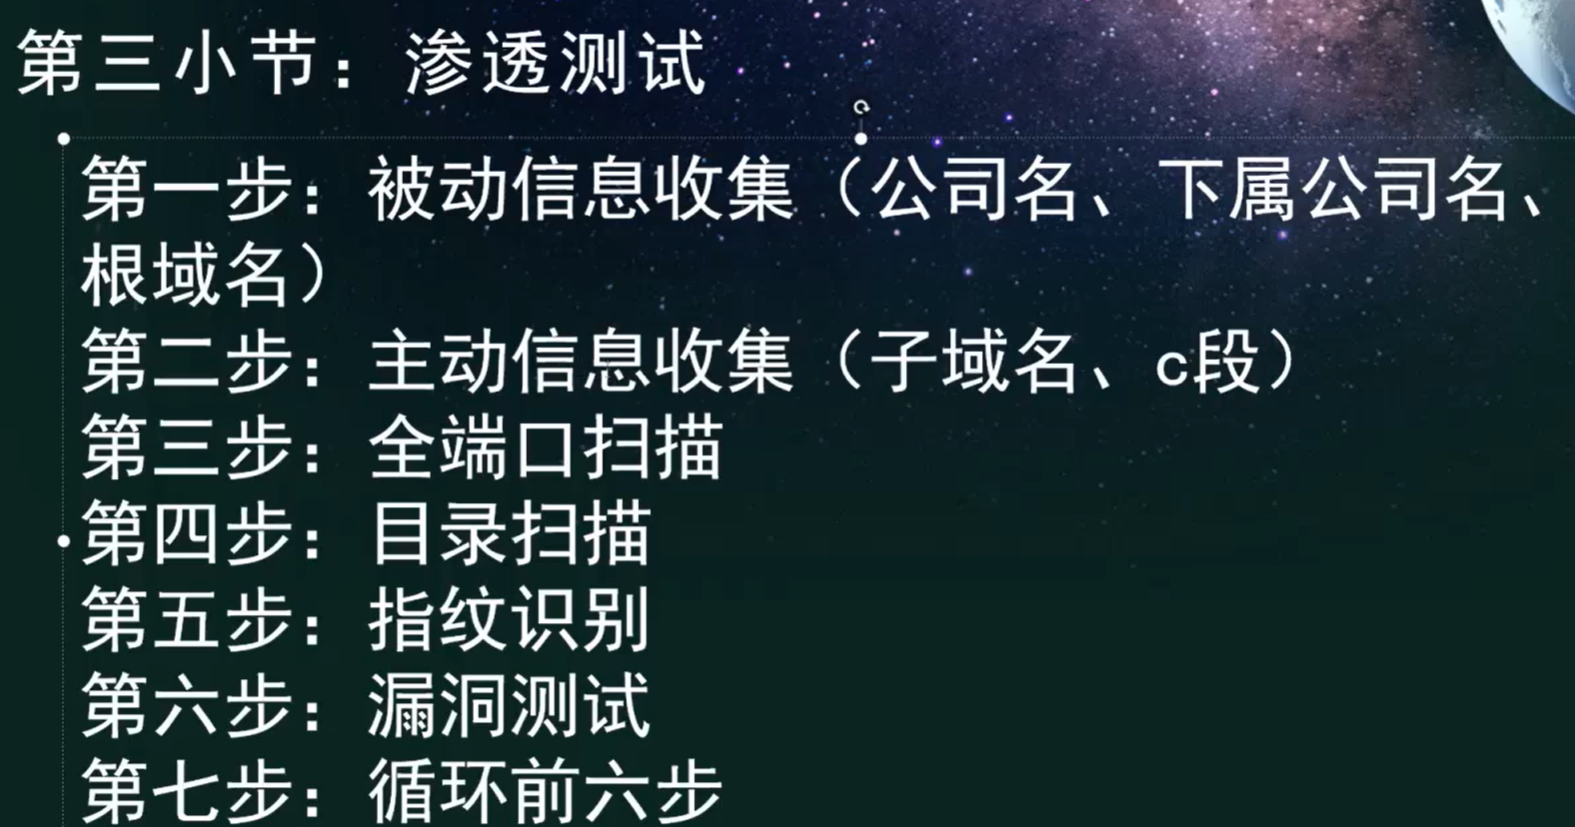 第三小节：渗透测试
第一步：被动信息收集（公司名、下属公司名、
根域名）
第二步：主动信息收集（子域名、c段）
第三步：全端口扫描
第四步：目录扫描
第五步：指纹识别
第六步：漏洞测试
第七步：循环前六步